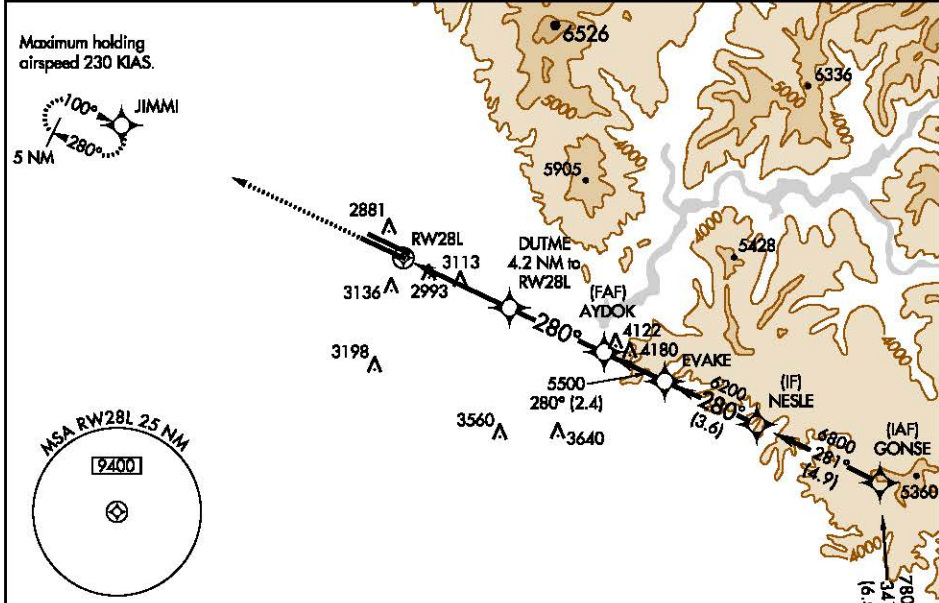 Maximum holding
airspeed 230 KIAS.
100°
JIMMI
280°
5 NM
6526
5000
4000
5905
6336
5000
4000
4000
4000
5428
2881
RW28L
3136
2993
3113
DUTME
4.2 NM to
RW28L
280°
(FAF)
AYDOK
4122
4180
EVAKE
3198
5500
280° (2.4)
6200
280°
(3.6)
(IF)
NESLE
6800
281°
(4.9)
(IAF)
GONSE
5360
3560
3640
4000
MSA RW28L 25 NM
9400